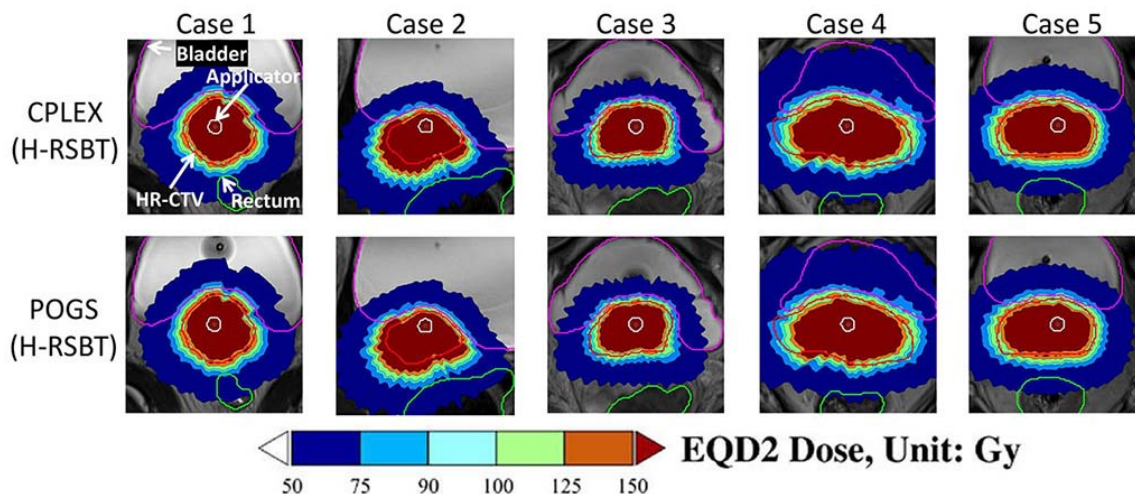 Case 1 Case 2 Case 3 Case 4 Case 5
CPLEX
(H-RSBT)
Bladder
Applicator
HR-CTV
Rectum
POGS
(H-RSBT)
EQD2 Dose, Unit: Gy
50 75 90 100 125 150